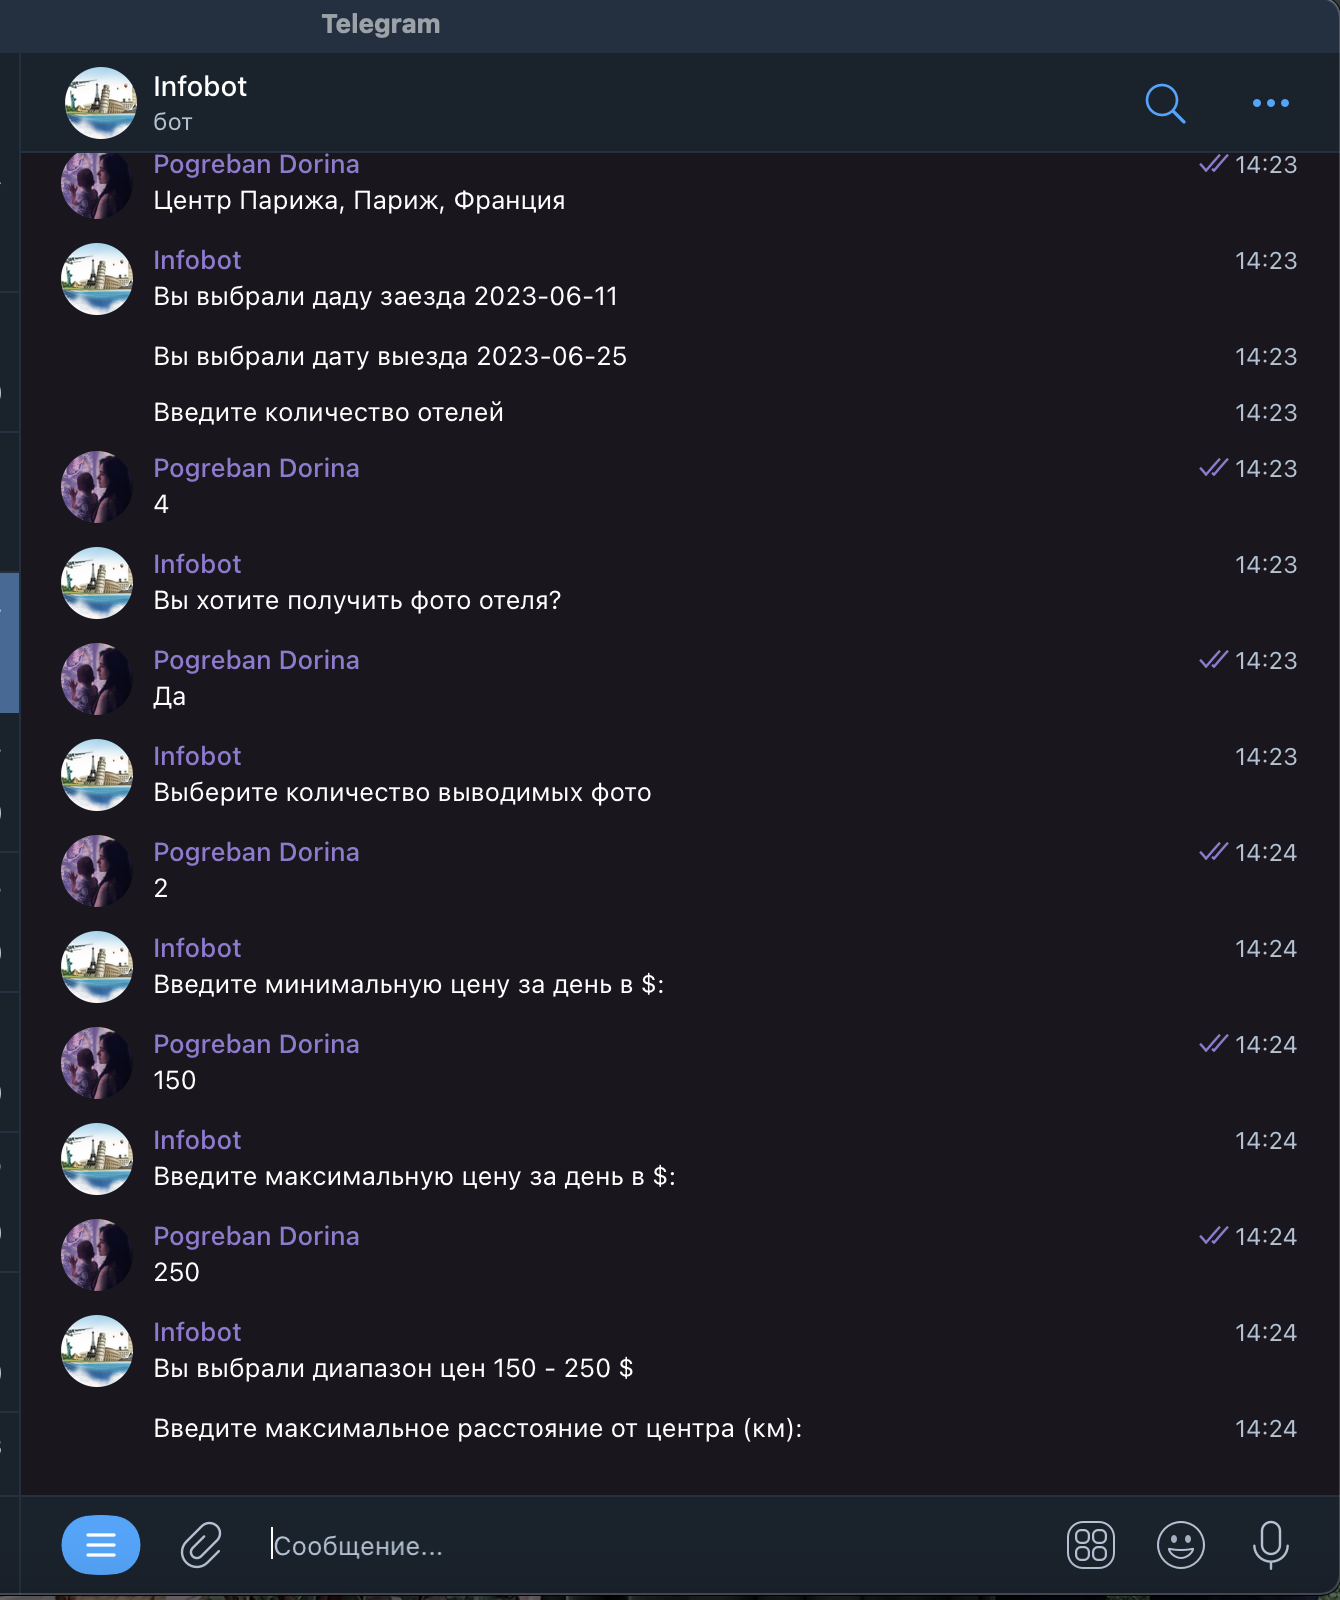 Telegram
Infobot
бот
Pogreban Dorina 14:23
Центр Парижа, Париж, Франция
Infobot 14:23
Вы выбрали даду заезда 2023-06-11
Вы выбрали дату выезда 2023-06-25 14:23
Введите количество отелей 14:23
Pogreban Dorina 14:23
4
Infobot 14:23
Вы хотите получить фото отеля?
Pogreban Dorina 14:23
Да
Infobot 14:23
Выберите количество выводимых фото
Pogreban Dorina 14:24
2
Infobot 14:24
Введите минимальную цену за день в $:
Pogreban Dorina 14:24
150
Infobot 14:24
Введите максимальную цену за день в $:
Pogreban Dorina 14:24
250
Infobot 14:24
Вы выбрали диапазон цен 150 - 250 $
Введите максимальное расстояние от центра (км): 14:24
Сообщение...